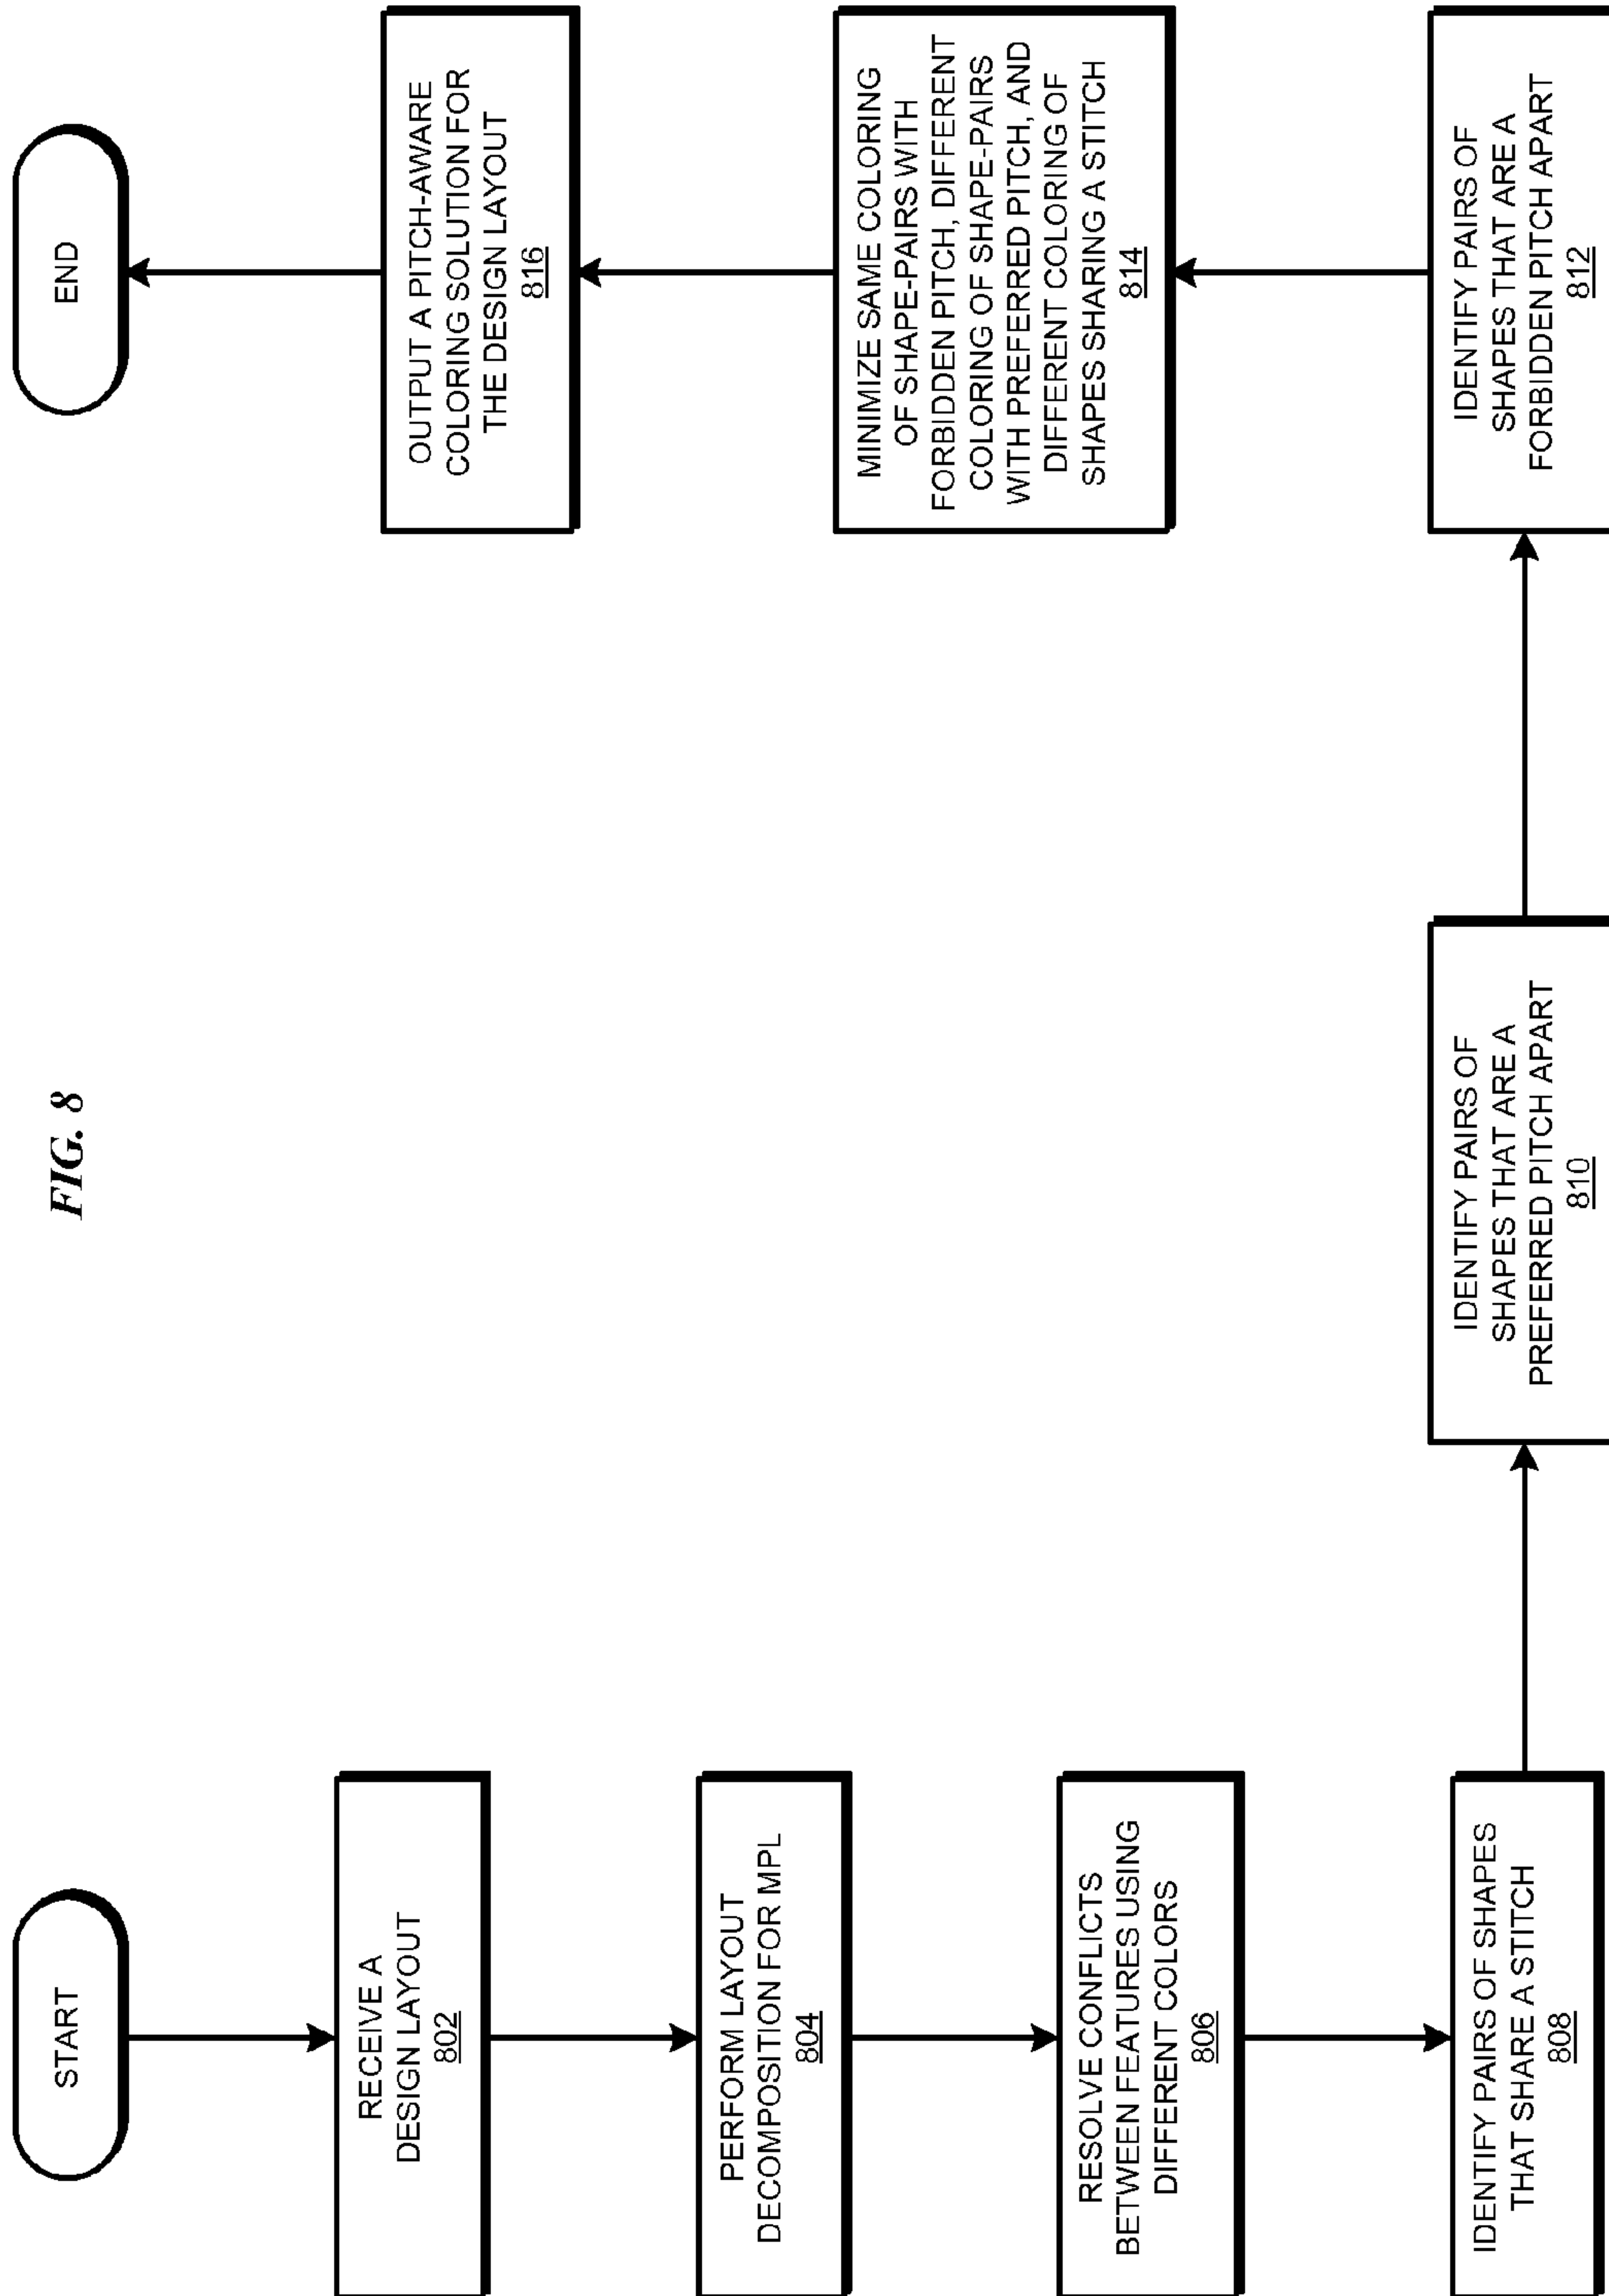 FIG. 8
START
RECEIVE A
DESIGN LAYOUT
802
PERFORM LAYOUT
DECOMPOSITION FOR MPL
804
RESOLVE CONFLICTS
BETWEEN FEATURES USING
DIFFERENT COLORS
806
IDENTIFY PAIRS OF SHAPES
THAT SHARE A STITCH
808
IDENTIFY PAIRS OF
SHAPES THAT ARE A
PREFERRED PITCH APART
810
IDENTIFY PAIRS OF
SHAPES THAT ARE A
FORBIDDEN PITCH APART
812
MINIMIZE SAME COLORING
OF SHAPE-PAIRS WITH
FORBIDDEN PITCH, DIFFERENT
COLORING OF SHAPE-PAIRS
WITH PREFERRED PITCH, AND
DIFFERENT COLORING OF
SHAPES SHARING A STITCH
814
OUTPUT A PITCH-AWARE
COLORING SOLUTION FOR
THE DESIGN LAYOUT
816
END